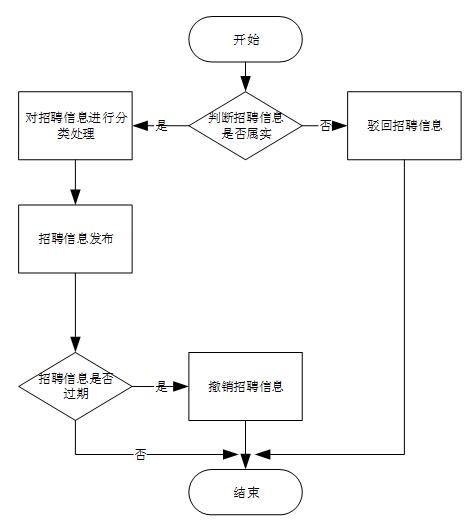 开始
对招聘信息进行分
类处理
是
判断招聘信息
是否属实
否
驳回招聘信息
招聘信息发布
招聘信息是否
过期
是
撤销招聘信息
否
结束